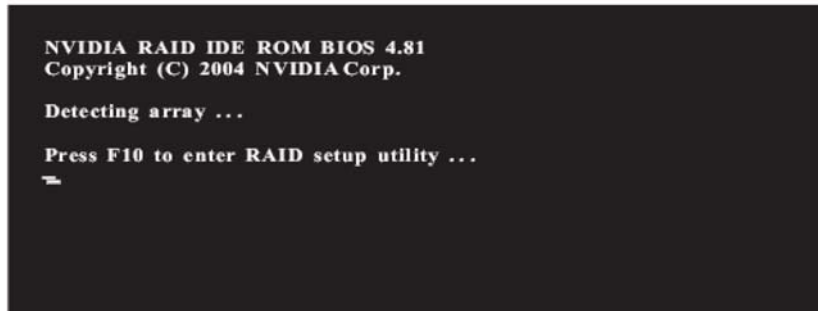 NVIDIA RAID IDE ROM BIOS 4.81
Copyright (C) 2004 NVIDIA Corp.
Detecting array ...
Press F10 to enter RAID setup utility ...